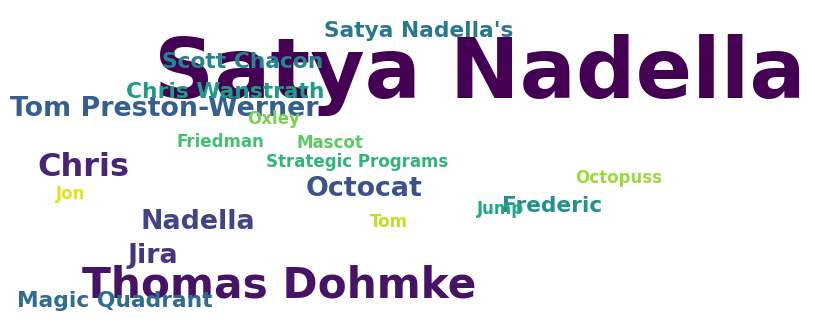 Satya Nadella's
Satya Nadella
Scott Chacon
Chris Wanstrath
Tom Preston-Werner
Oxley
Friedman
Mascot
Strategic Programs
Chris
Octopuss
Octocat
Jon
Frederic
Jump
Nadella
Tom
Jira
Thomas Dohmke
Magic Quadrant